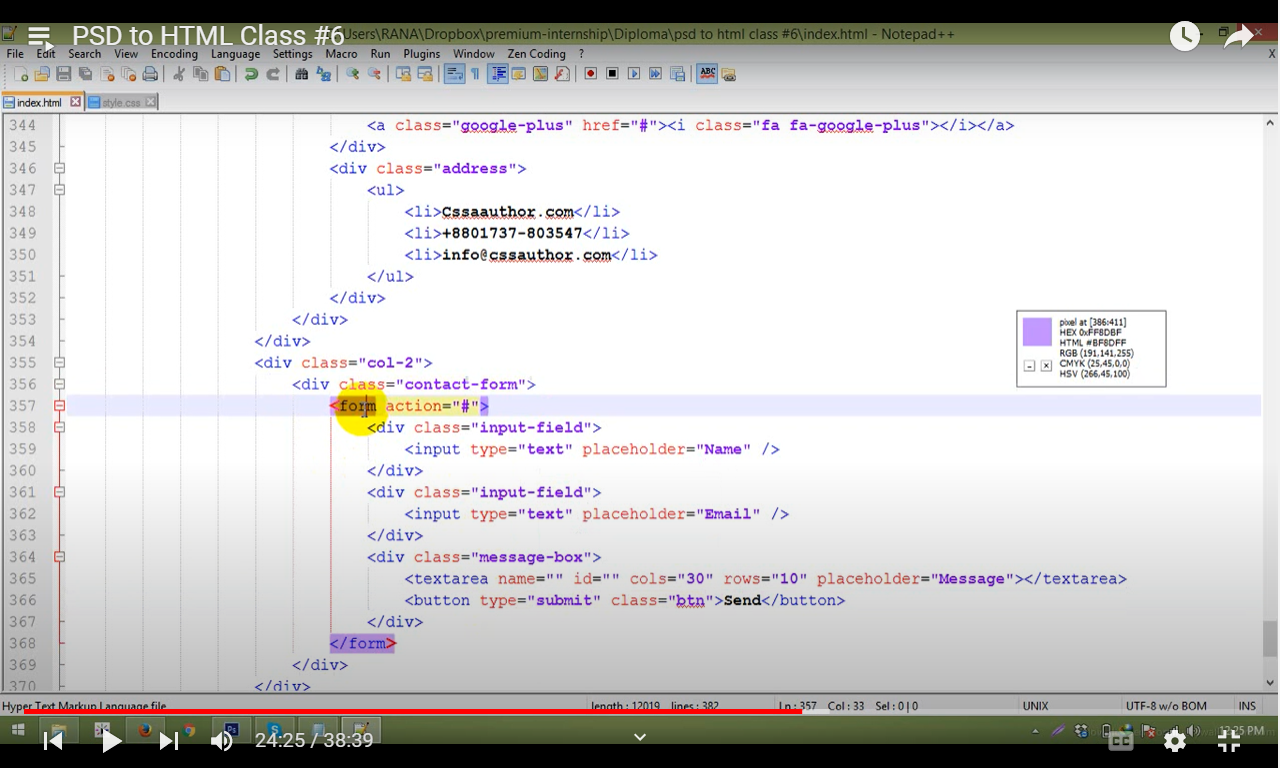 PSD to HTML Class #6
Users\RANA\Dropbox\premium-internship\Diploma\psd to html class #6\index.html - Notepad++
File Edit Search View Encoding Language Settings Macro Run Plugins Window Zen Coding ? X
index.html style.css
344 <a class="google-plus" href="#"><i class="fa fa-google-plus"></i></a>
345 </div>
346 <div class="address">
347 <ul>
348 <li>Cssaauthor.com</li>
349 <li>+8801737-803547</li>
350 <li>info@cssauthor.com</li>
351 </ul>
352 </div>
353 </div>
354 </div>
355 <div class="col-2">
356 <div class="contact-form">
357 <form action="#">
358 <div class="input-field">
359 <input type="text" placeholder="Name" />
360 </div>
361 <div class="input-field">
362 <input type="text" placeholder="Email" />
363 </div>
364 <div class="message-box">
365 <textarea name="" id="" cols="30" rows="10" placeholder="Message"></textarea>
366 <button type="submit" class="btn">Send</button>
367 </div>
368 </form>
369 </div>
370 </div>
pixel at [386:411]
HEX 0xFF8DBF
HTML #BF8DFF
RGB (191,141,255)
CMYK (25,45,0,0)
HSV (266,45,100)
Hyper Text Markup Language file length : 12019 lines : 382 Ln : 357 Col : 33 Sel : 0 | 0 UNIX UTF-8 w/o BOM INS
24:25 / 38:39 CC 12:25 PM